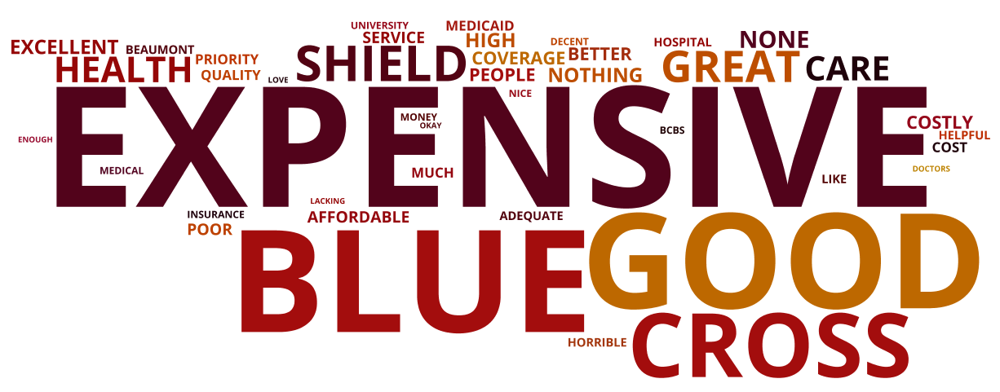 UNIVERSITY
MEDICAID
EXCELLENT
BEAUMONT
SERVICE
HIGH
DECENT
HOSPITAL
NONE
HEALTH
PRIORITY
QUALITY
LOVE
SHIELD
COVERAGE
BETTER
PEOPLE
NOTHING
GREAT
CARE
EXPENSIVE
NICE
MONEY
OKAY
BCBS
COSTLY
HELPFUL
COST
ENOUGH
MEDICAL
MUCH
LIKE
DOCTORS
LACKING
INSURANCE
AFFORDABLE
ADEQUATE
POOR
BLUE
GOOD
HORRIBLE
CROSS